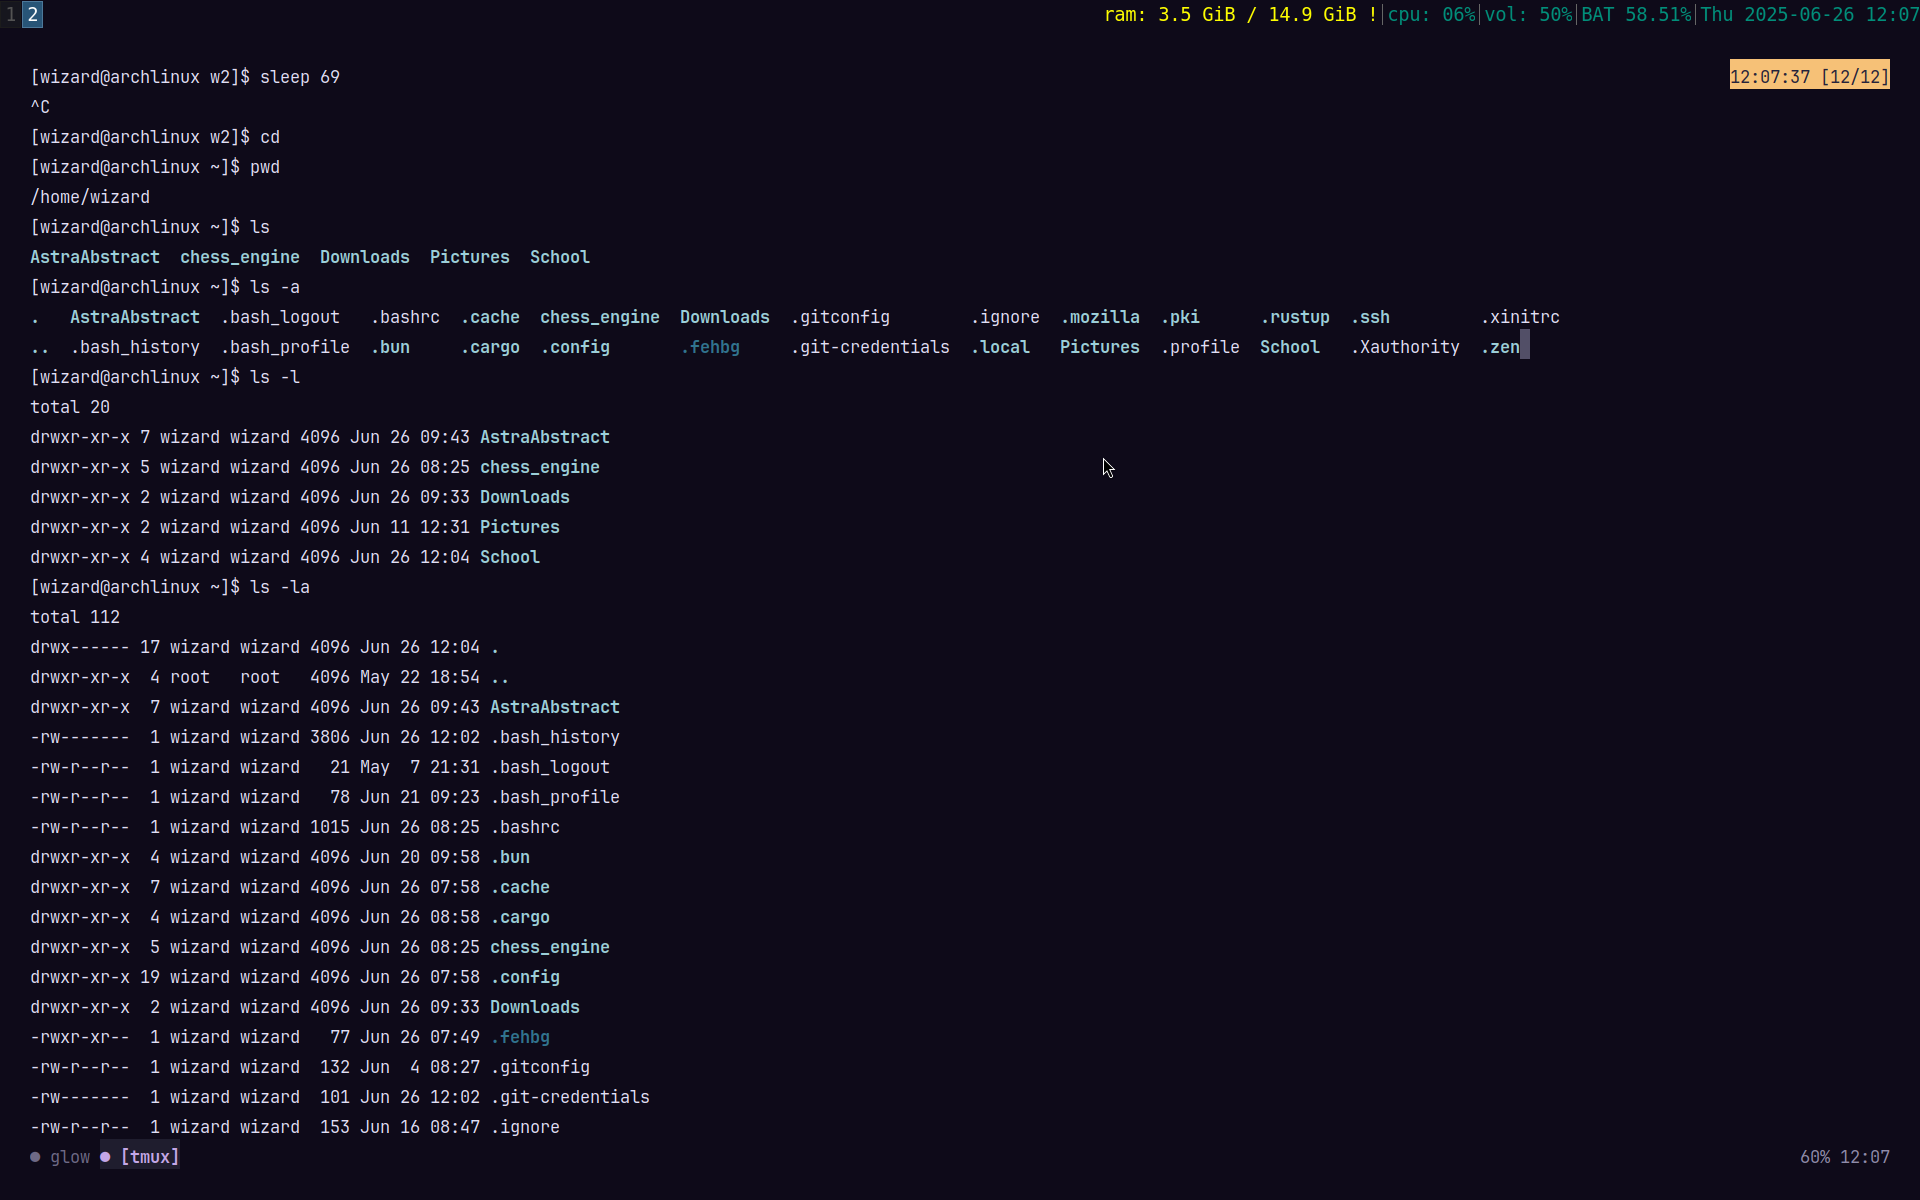 1 2 ram: 3.5 GiB / 14.9 GiB !|cpu: 06%|vol: 50%|BAT 58.51%|Thu 2025-06-26 12:07
[wizard@archlinux w2]$ sleep 69 12:07:37 [12/12]
^C
[wizard@archlinux w2]$ cd
[wizard@archlinux ~]$ pwd
/home/wizard
[wizard@archlinux ~]$ ls
AstraAbstract  chess_engine  Downloads  Pictures  School
[wizard@archlinux ~]$ ls -a
.   AstraAbstract  .bash_logout   .bashrc  .cache  chess_engine  Downloads  .gitconfig        .ignore  .mozilla  .pki      .rustup  .ssh         .xinitrc
..  .bash_history  .bash_profile  .bun     .cargo  .config       .fehbg     .git-credentials  .local   Pictures  .profile  School   .Xauthority  .zen
[wizard@archlinux ~]$ ls -l
total 20
drwxr-xr-x 7 wizard wizard 4096 Jun 26 09:43 AstraAbstract
drwxr-xr-x 5 wizard wizard 4096 Jun 26 08:25 chess_engine
drwxr-xr-x 2 wizard wizard 4096 Jun 26 09:33 Downloads
drwxr-xr-x 2 wizard wizard 4096 Jun 11 12:31 Pictures
drwxr-xr-x 4 wizard wizard 4096 Jun 26 12:04 School
[wizard@archlinux ~]$ ls -la
total 112
drwx------ 17 wizard wizard 4096 Jun 26 12:04 .
drwxr-xr-x  4 root   root   4096 May 22 18:54 ..
drwxr-xr-x  7 wizard wizard 4096 Jun 26 09:43 AstraAbstract
-rw-------  1 wizard wizard 3806 Jun 26 12:02 .bash_history
-rw-r--r--  1 wizard wizard   21 May  7 21:31 .bash_logout
-rw-r--r--  1 wizard wizard   78 Jun 21 09:23 .bash_profile
-rw-r--r--  1 wizard wizard 1015 Jun 26 08:25 .bashrc
drwxr-xr-x  4 wizard wizard 4096 Jun 20 09:58 .bun
drwxr-xr-x  7 wizard wizard 4096 Jun 26 07:58 .cache
drwxr-xr-x  4 wizard wizard 4096 Jun 26 08:58 .cargo
drwxr-xr-x  5 wizard wizard 4096 Jun 26 08:25 chess_engine
drwxr-xr-x 19 wizard wizard 4096 Jun 26 07:58 .config
drwxr-xr-x  2 wizard wizard 4096 Jun 26 09:33 Downloads
-rwxr-xr--  1 wizard wizard   77 Jun 26 07:49 .fehbg
-rw-r--r--  1 wizard wizard  132 Jun  4 08:27 .gitconfig
-rw-------  1 wizard wizard  101 Jun 26 12:02 .git-credentials
-rw-r--r--  1 wizard wizard  153 Jun 16 08:47 .ignore
● glow ● [tmux] 60% 12:07